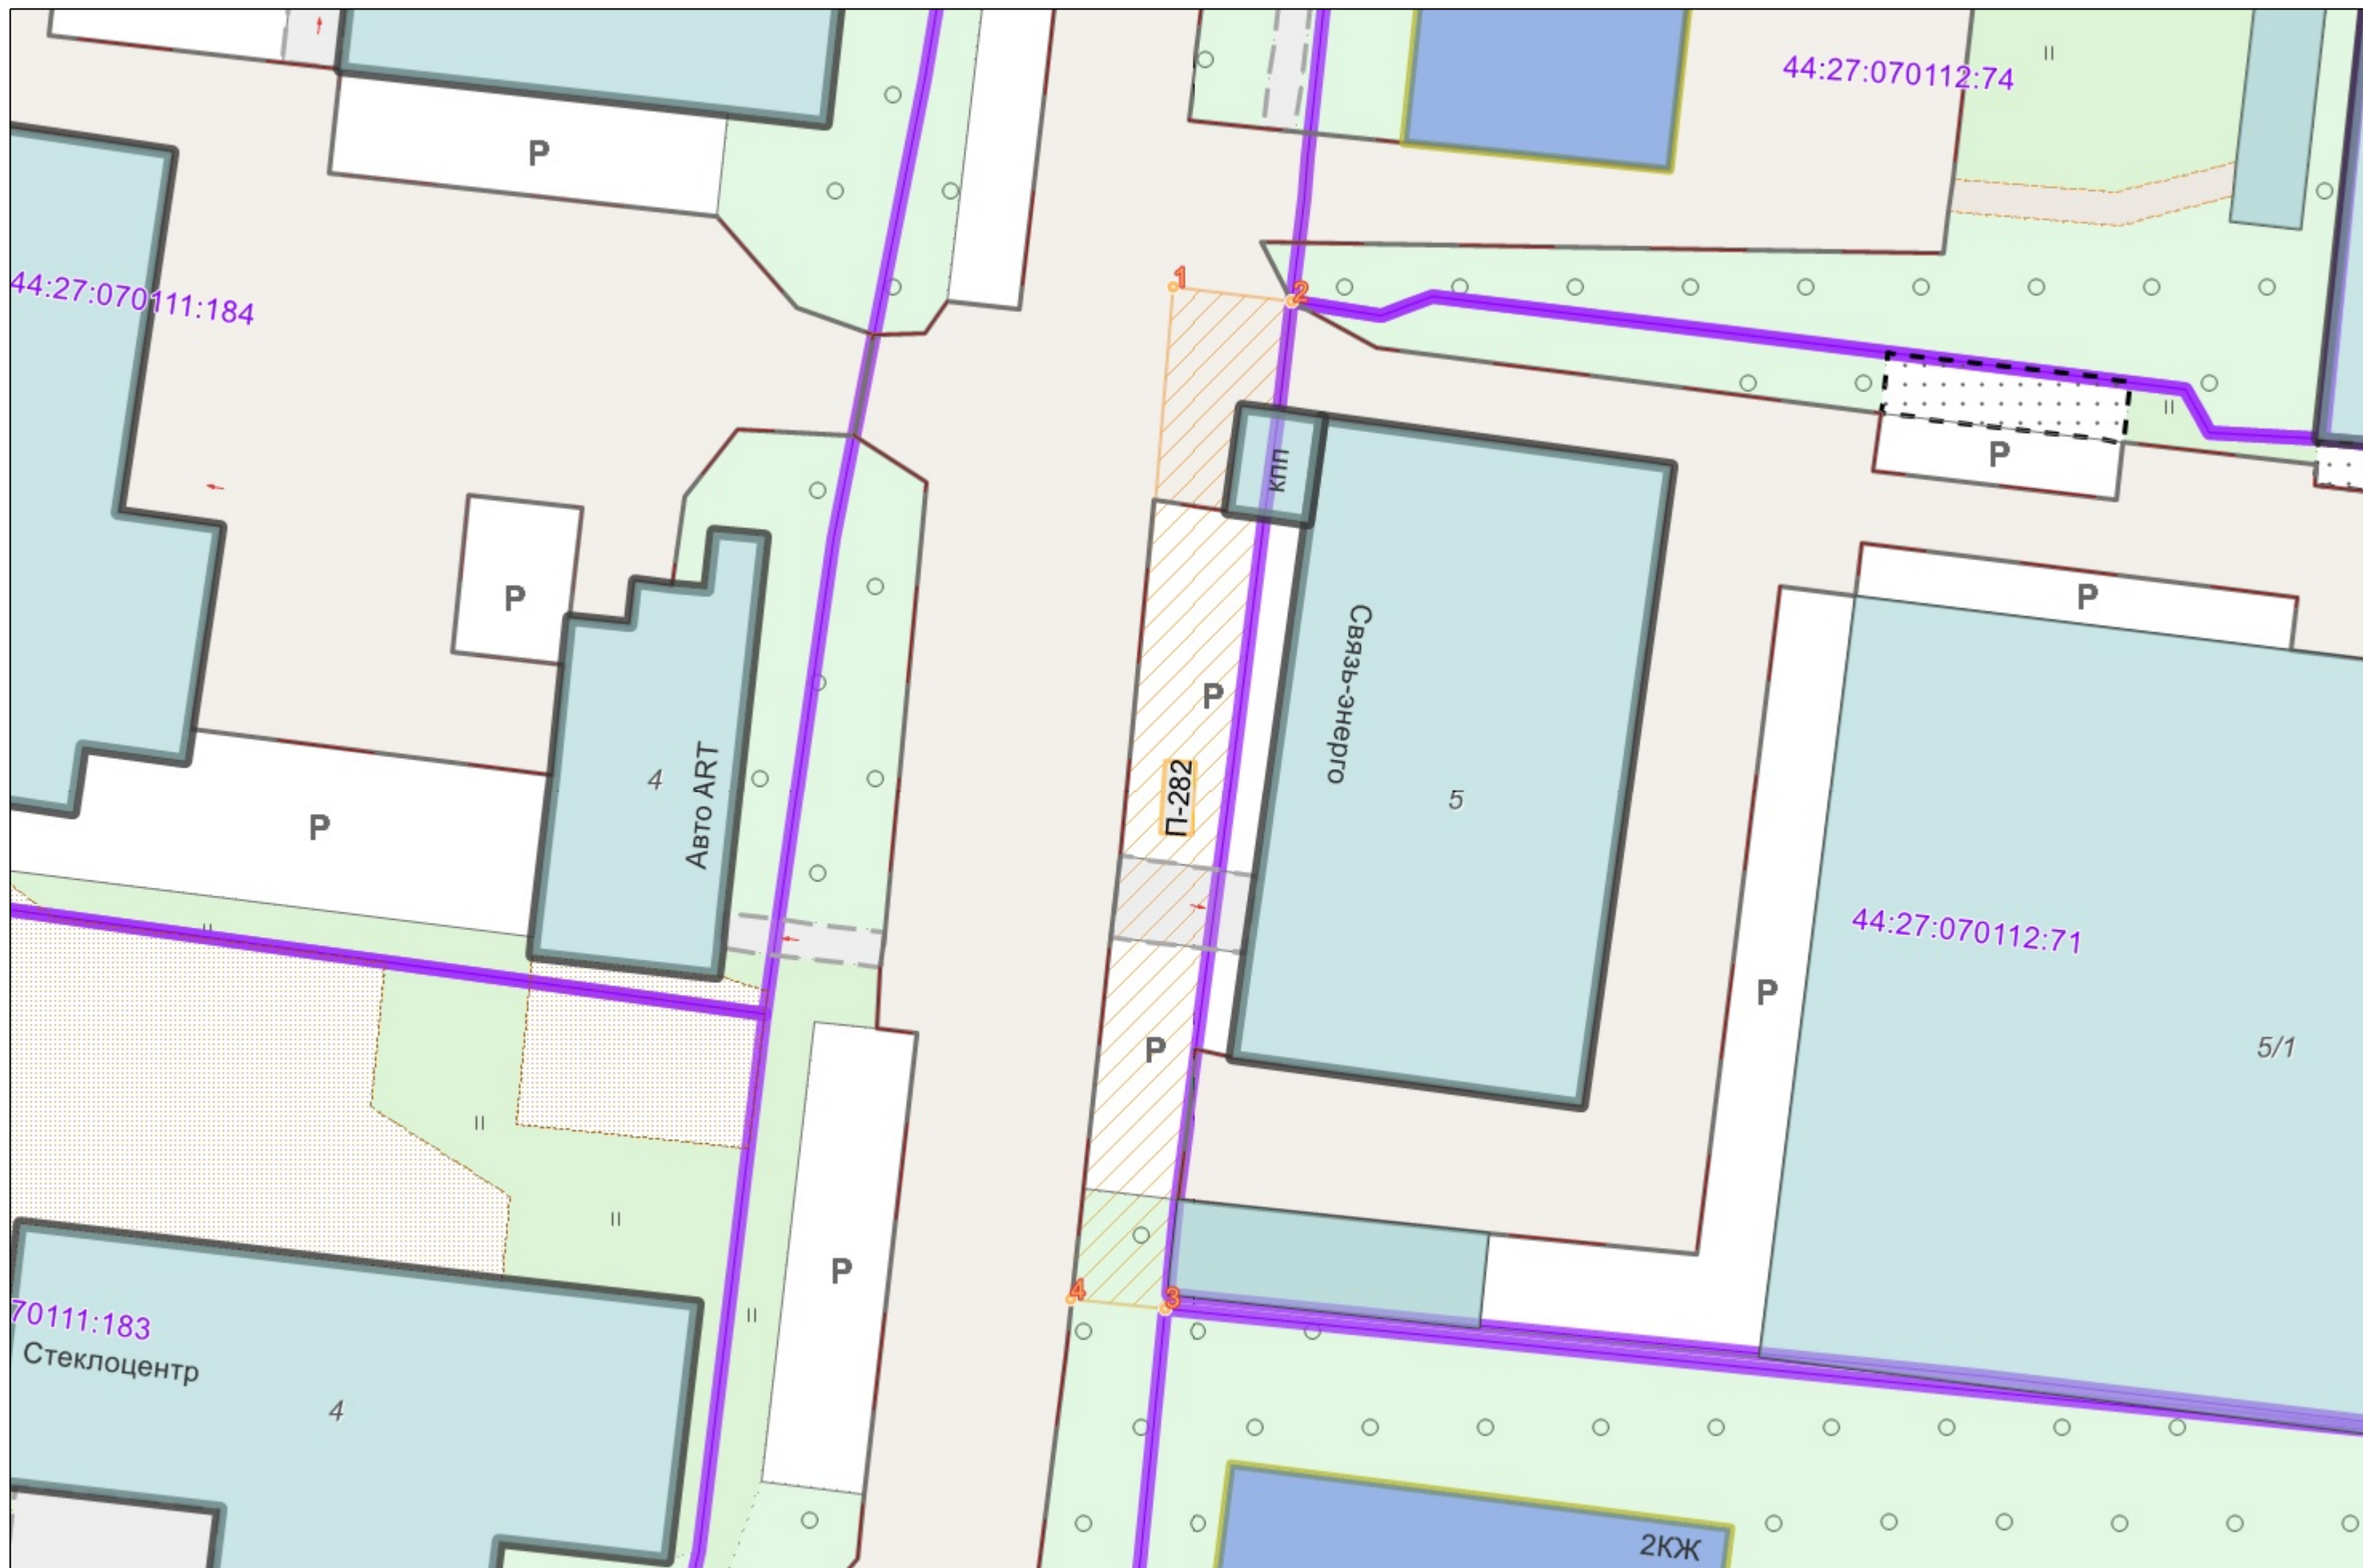 44:27:070112:74
P
1
2
44:27:070111:184
КПП
P
P
P
Связь-энерго
P
П-282
4
Авто ART
5
P
44:27:070112:71
P
5/1
P
P
4
3
70111:183
Стеклоцентр
4
2КЖ